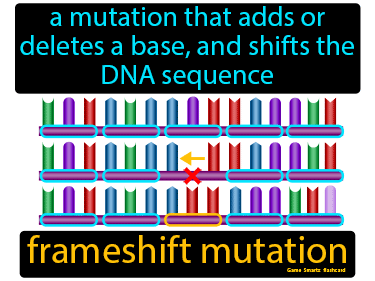 a mutation that adds or
deletes a base, and shifts the
DNA sequence
frameshift mutation
Game Smartz flashcard